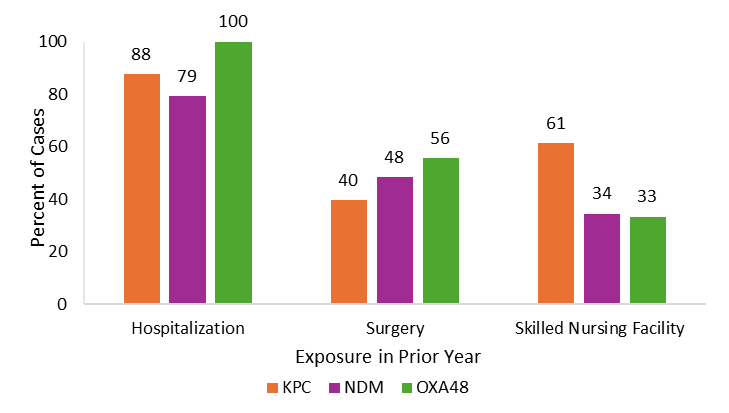 100
88
79
61
56
48
40
34
33
Percent of Cases
100
80
60
40
20
0
Hospitalization
Surgery
Skilled Nursing Facility
Exposure in Prior Year
KPC NDM OXA48